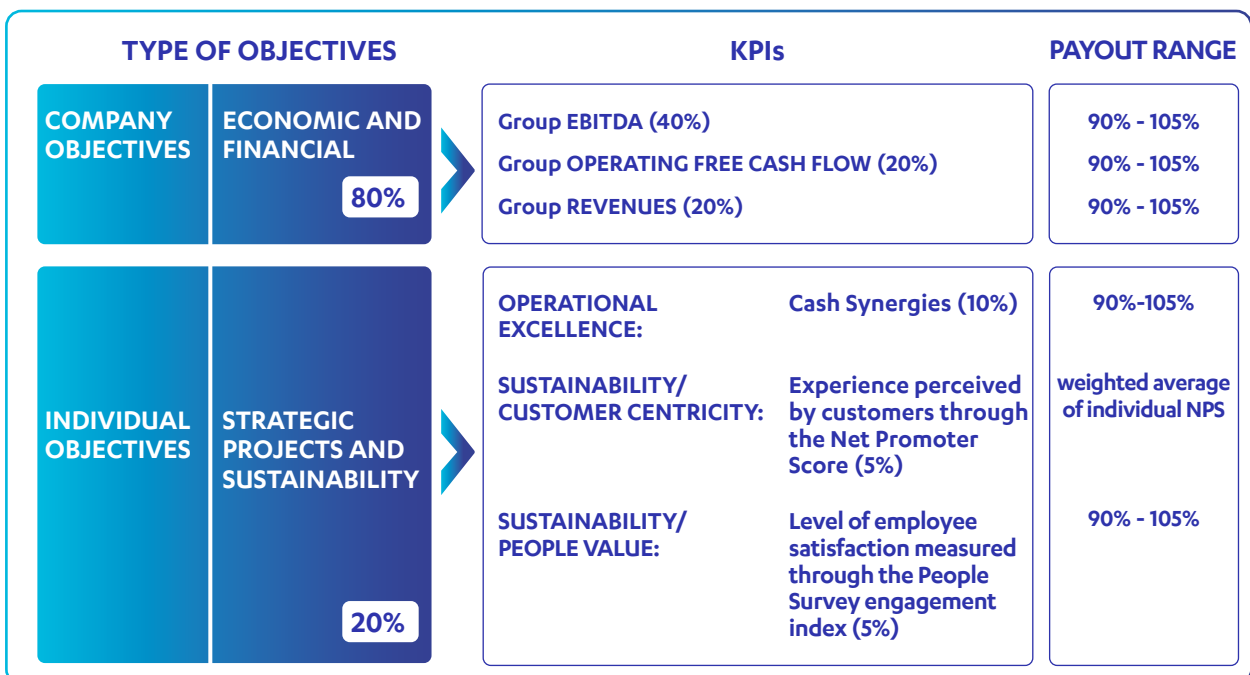 TYPE OF OBJECTIVES
KPIs
PAYOUT RANGE
COMPANY
OBJECTIVES
ECONOMIC AND
FINANCIAL
80%
Group EBITDA (40%)
90% - 105%
Group OPERATING FREE CASH FLOW (20%)
90% - 105%
Group REVENUES (20%)
90% - 105%
INDIVIDUAL
OBJECTIVES
STRATEGIC
PROJECTS AND
SUSTAINABILITY
20%
OPERATIONAL
EXCELLENCE:
Cash Synergies (10%)
90%-105%
SUSTAINABILITY/
CUSTOMER CENTRICITY:
Experience perceived
by customers through
the Net Promoter
Score (5%)
weighted average
of individual NPS
SUSTAINABILITY/
PEOPLE VALUE:
Level of employee
satisfaction measured
through the People
Survey engagement
index (5%)
90% - 105%